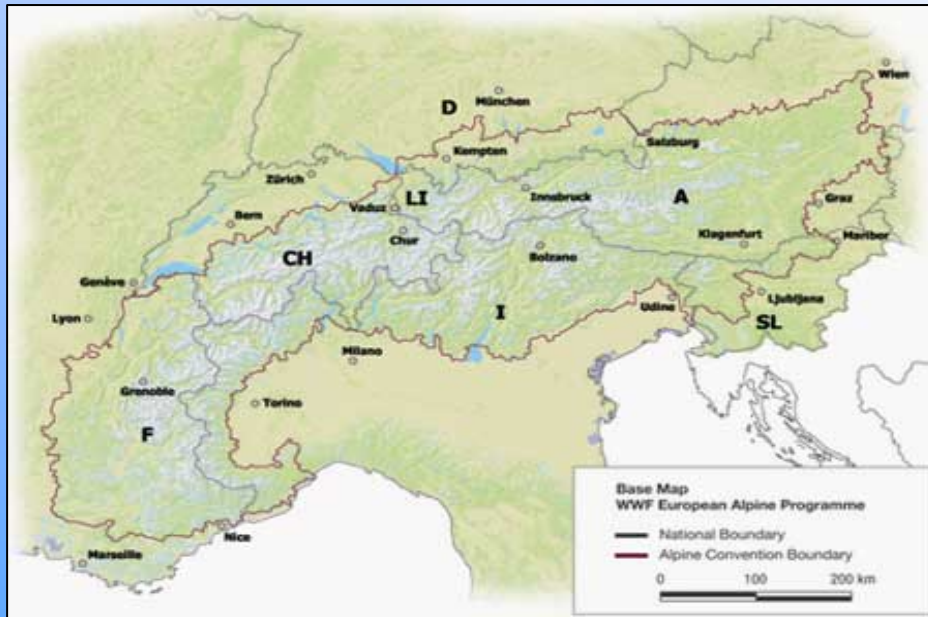 Wien
München
D
Kempten
Salzburg
Zürich
LI
Innsbruck
A
Vaduz
Graz
Bern
Chur
Klagenfurt
Maribor
CH
Bolzano
Genève
I
Udine
Ljubljana
Lyon
SL
Milano
Grenoble
Torino
F
Nice
Marseille
Base Map
WWF European Alpine Programme
National Boundary
Alpine Convention Boundary
0 100 200 km